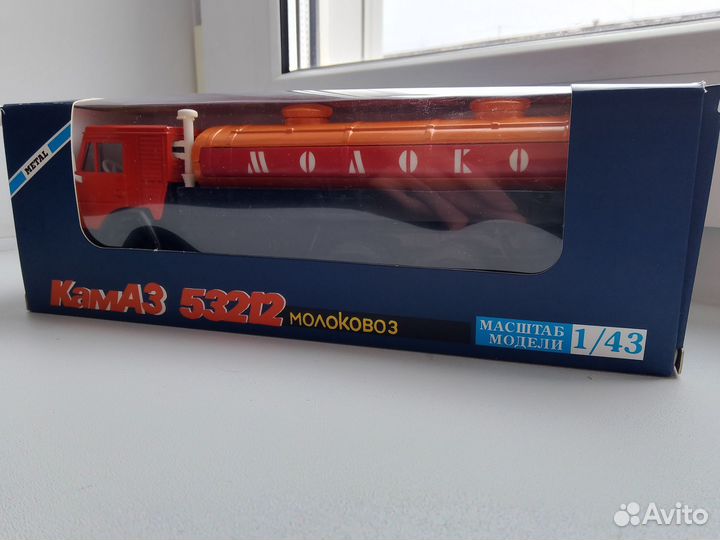 METAL
МОЛОКО
КамАЗ 53212 МОЛОКОВОЗ
МАСШТАБ
МОДЕЛИ 1/43
Avito